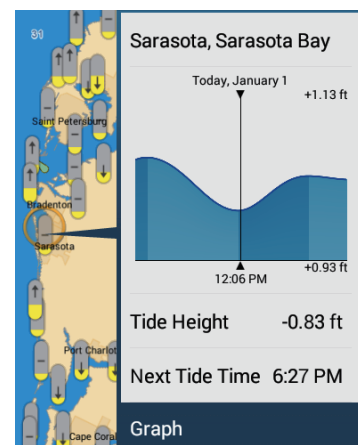 31
Saint Petersburg
Bradenton
Sarasota
Port Charlot
Cape Coral
Sarasota, Sarasota Bay
Today, January 1
+1.13 ft
+0.93 ft
12:06 PM
Tide Height -0.83 ft
Next Tide Time 6:27 PM
Graph